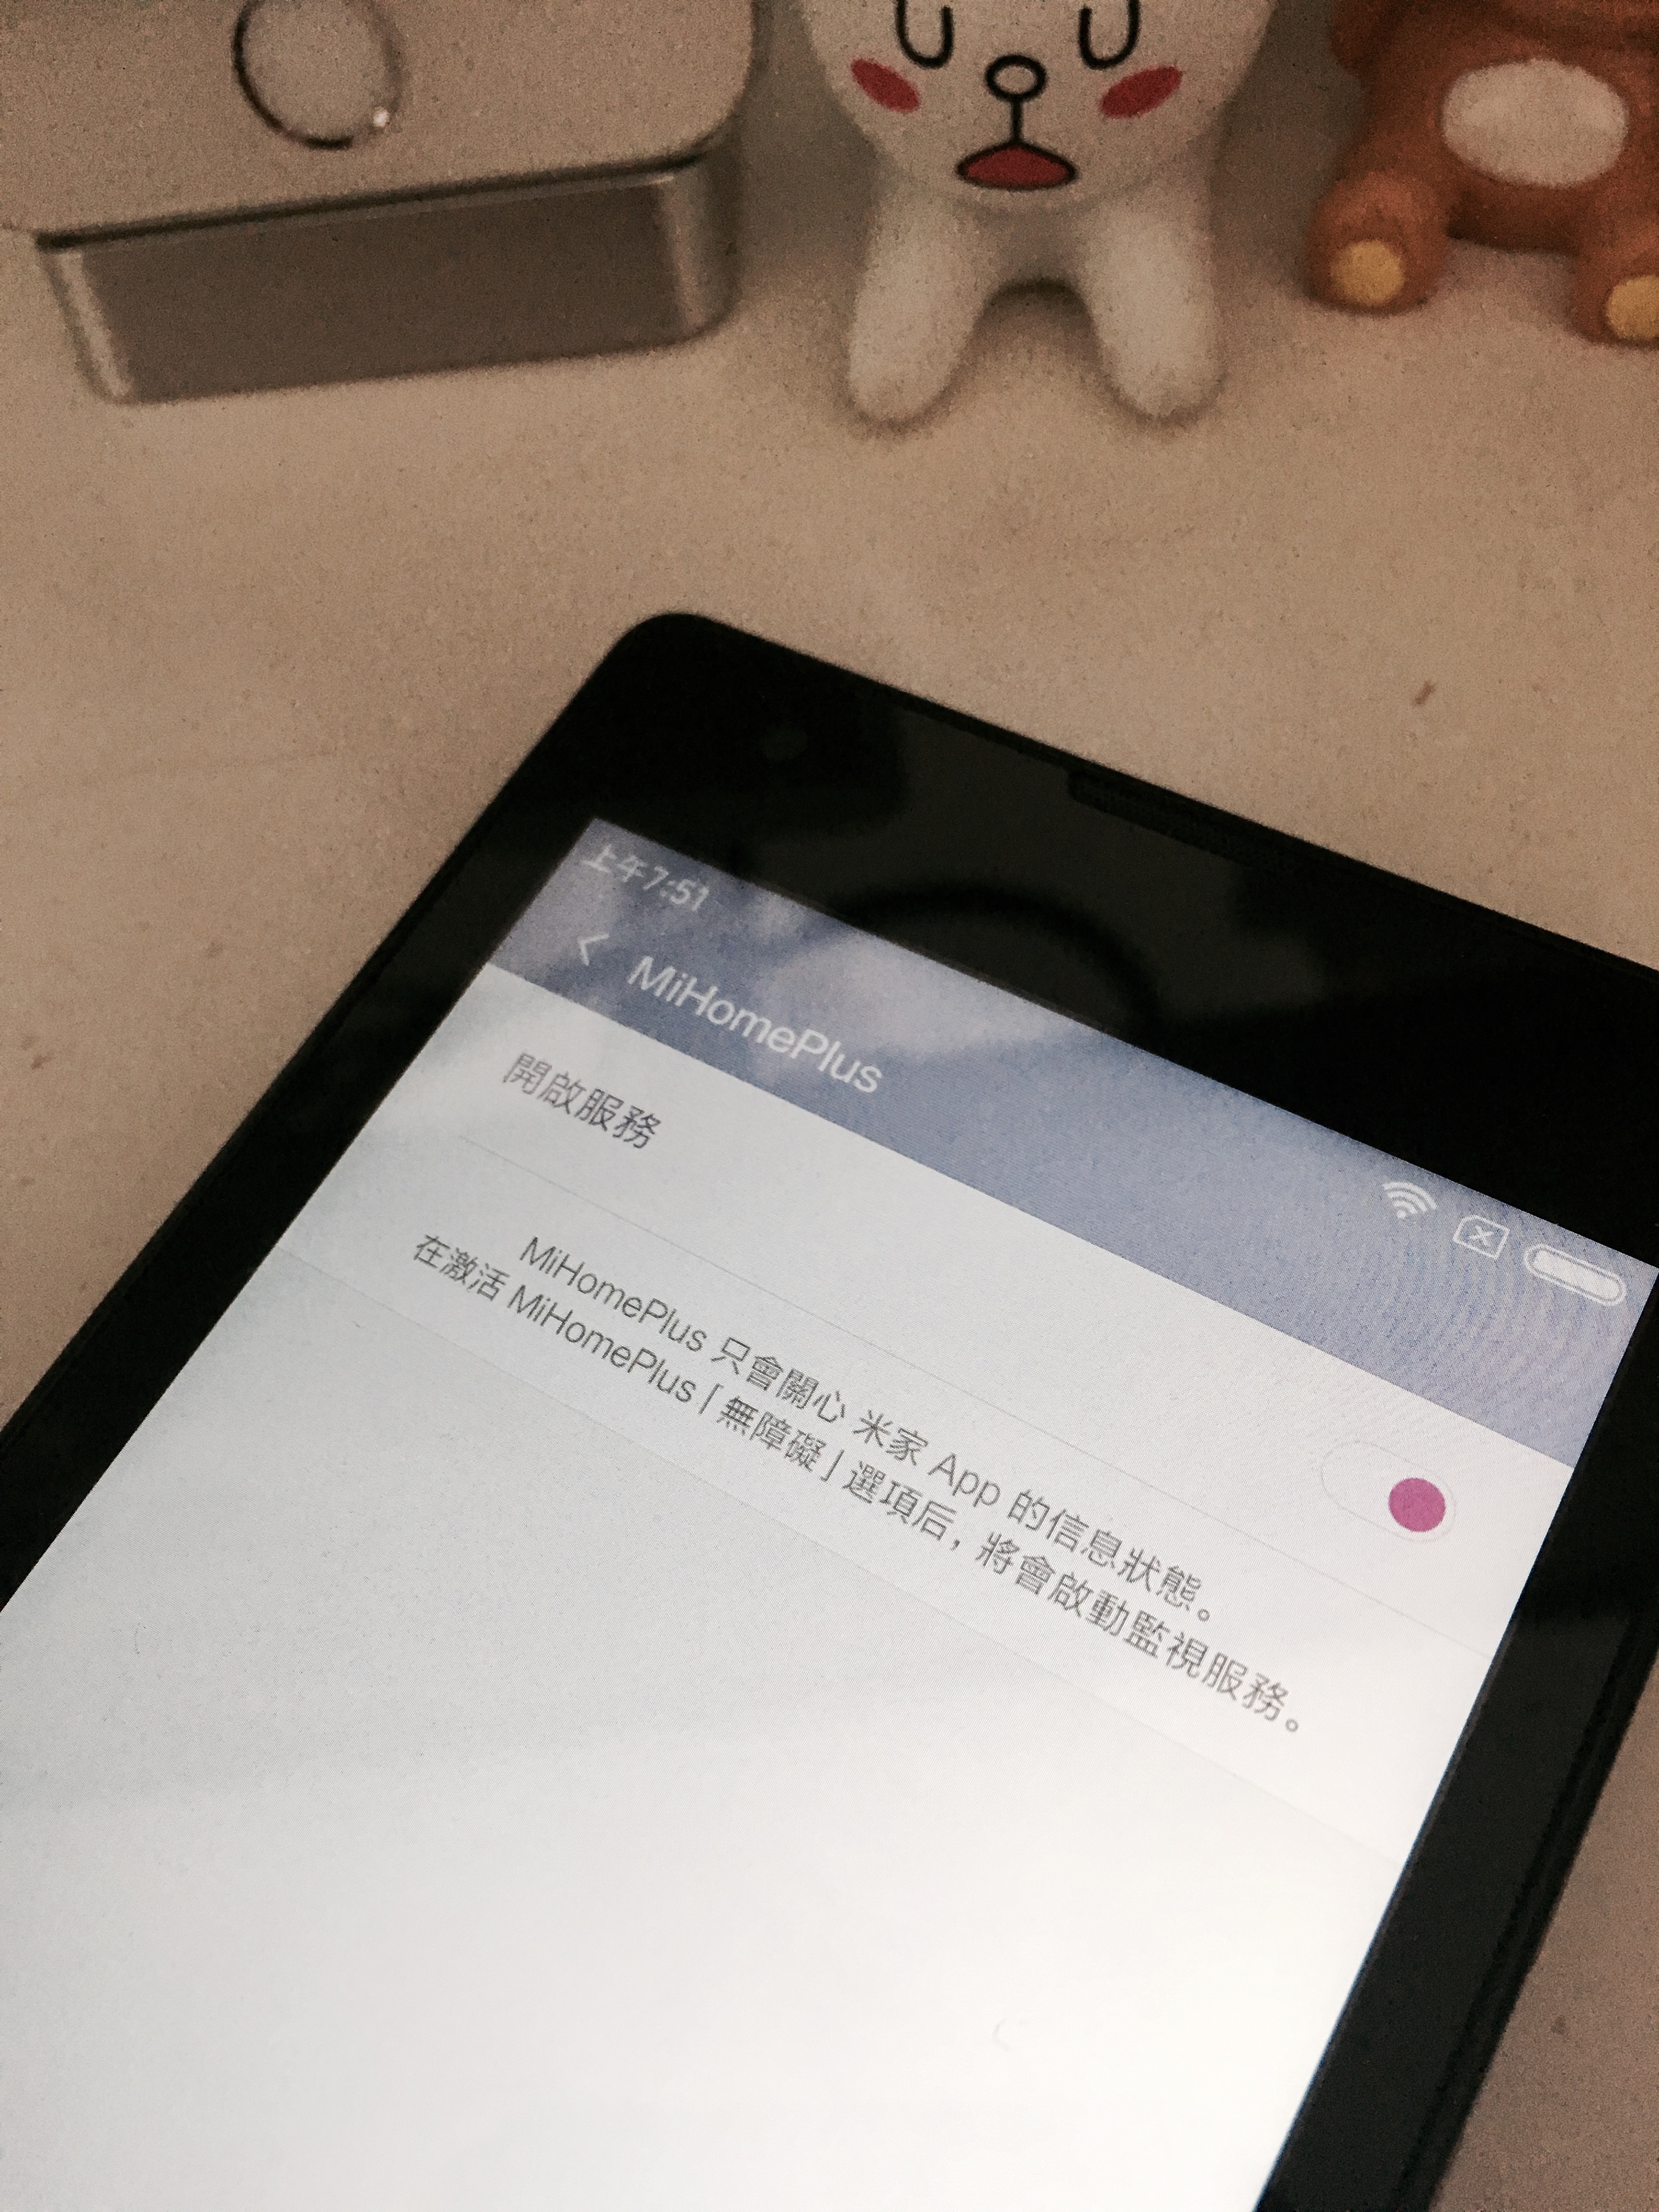 上午7:51
MiHomePlus
開啟服務
MiHomePlus 只會關心 米家 App 的信息狀態。
在激活 MiHomePlus「無障礙」選項后，將會啟動監視服務。